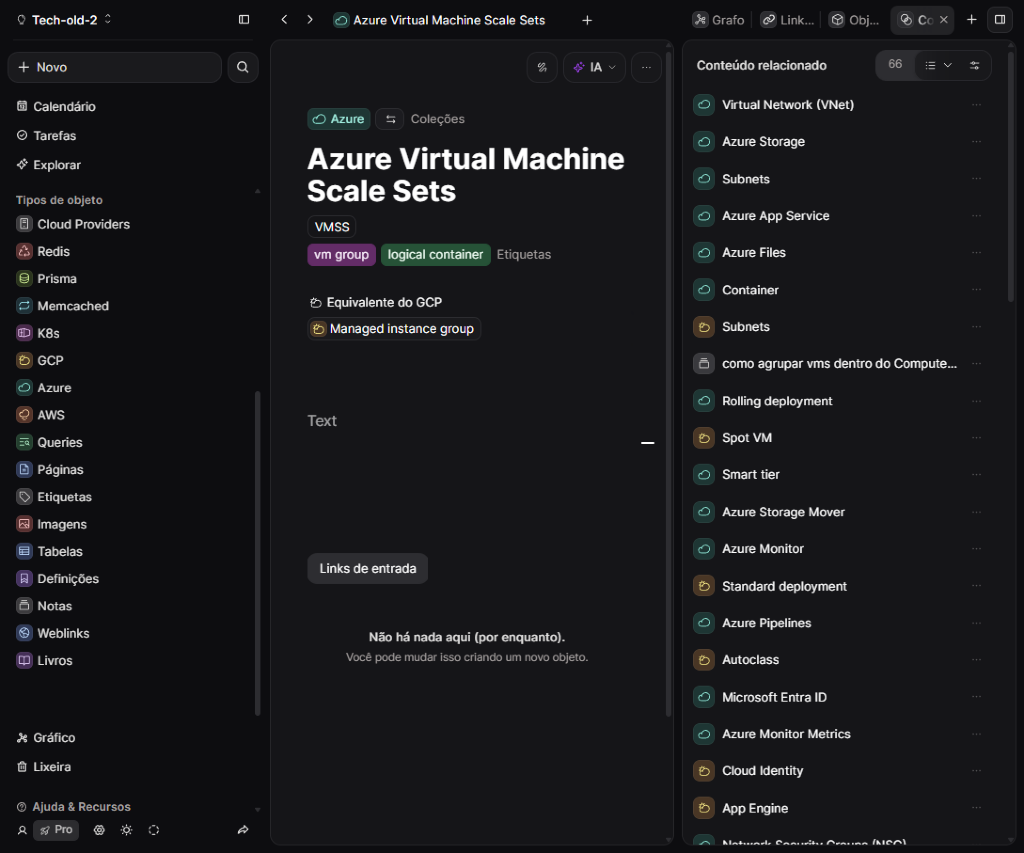 Tech-old-2
Novo
Calendário
Tarefas
Explorar
Tipos de objeto
Cloud Providers
Redis
Prisma
Memcached
K8s
GCP
Azure
AWS
Queries
Páginas
Etiquetas
Imagens
Tabelas
Definições
Notas
Weblinks
Livros
Gráfico
Lixeira
Ajuda & Recursos
Pro
Azure Virtual Machine Scale Sets
IA
Azure
Coleções
Azure Virtual Machine
Scale Sets
VMSS
vm group logical container Etiquetas
Equivalente do GCP
Managed instance group
Text
Links de entrada
Não há nada aqui (por enquanto).
Você pode mudar isso criando um novo objeto.
Grafo Link... Obj... Co
Conteúdo relacionado 66
Virtual Network (VNet)
Azure Storage
Subnets
Azure App Service
Azure Files
Container
Subnets
como agrupar vms dentro do Compute...
Rolling deployment
Spot VM
Smart tier
Azure Storage Mover
Azure Monitor
Standard deployment
Azure Pipelines
Autoclass
Microsoft Entra ID
Azure Monitor Metrics
Cloud Identity
App Engine
Network Security Groups (NSG)